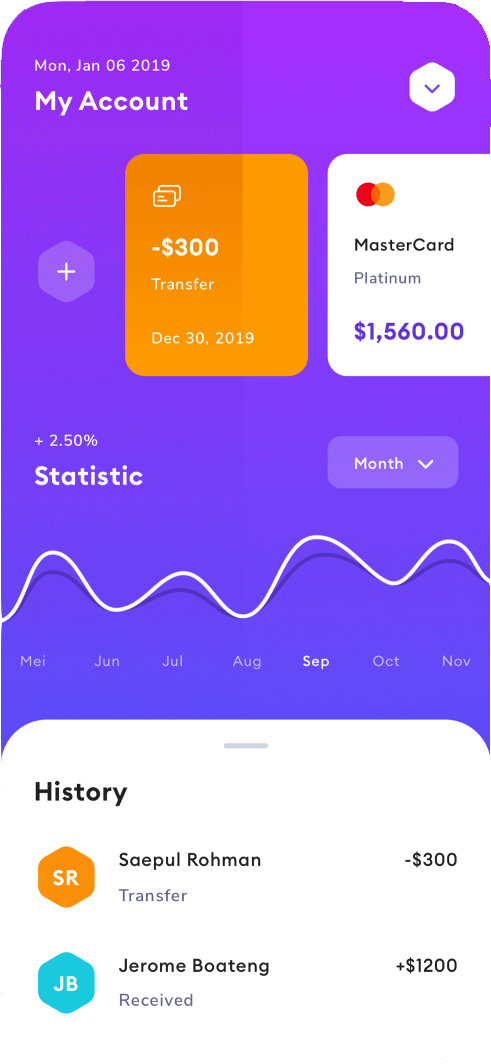 Mon, Jan 06 2019
My Account
-$300
Transfer
Dec 30, 2019
MasterCard
Platinum
$1,560.00
+ 2.50%
Statistic
Month
Mei Jun Jul Aug Sep Oct Nov
History
SR
Saepul Rohman
-$300
Transfer
JB
Jerome Boateng
+$1200
Received